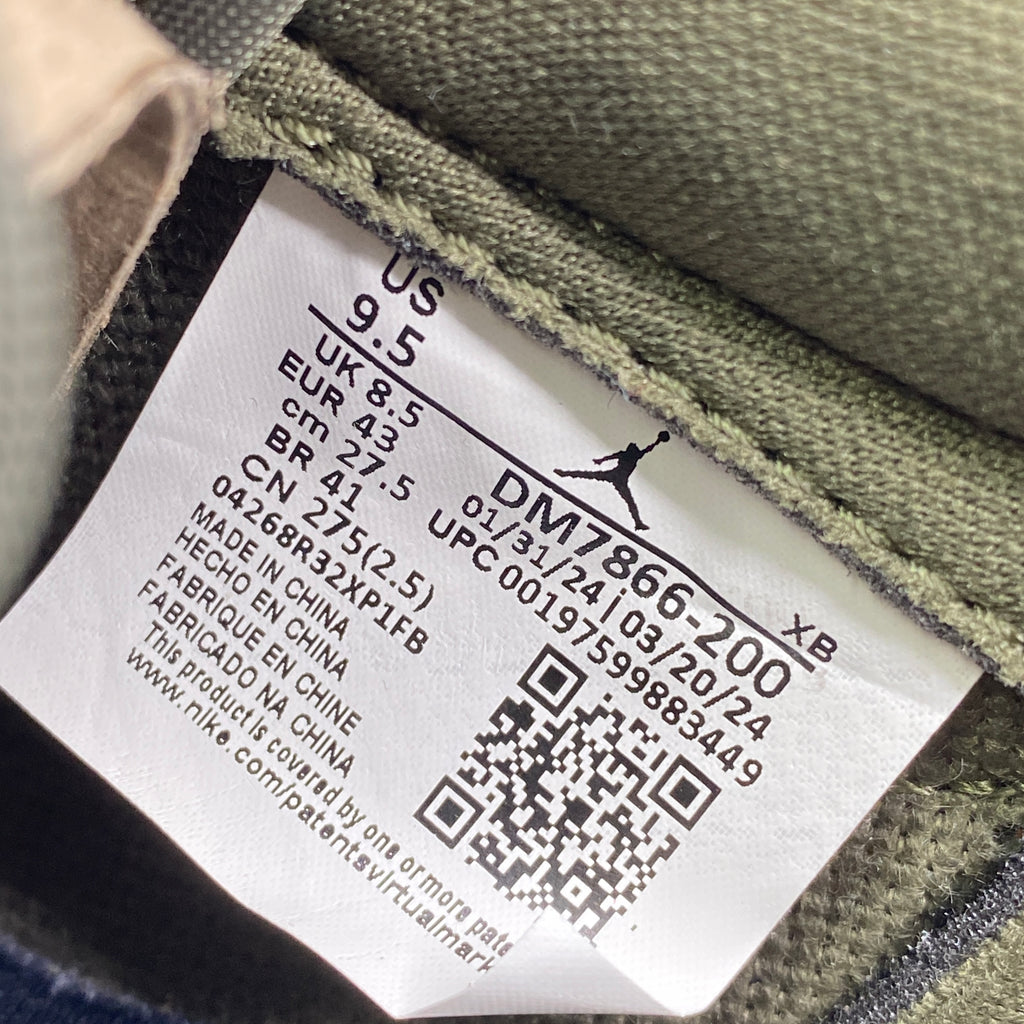 US
9.5
UK 8.5
EUR 43
cm 27.5
BR 41
CN 275(2.5)
04268R32XP1FB
MADE IN CHINA
HECHO EN CHINA
FABRIQUE EN CHINE
FABRICADO NA CHINA
This product is covered by one or more pate
www.nike.com/patentsvirtualmark
XB
DM7866-200
01/31/24|03/20/24
UPC 00197599883449